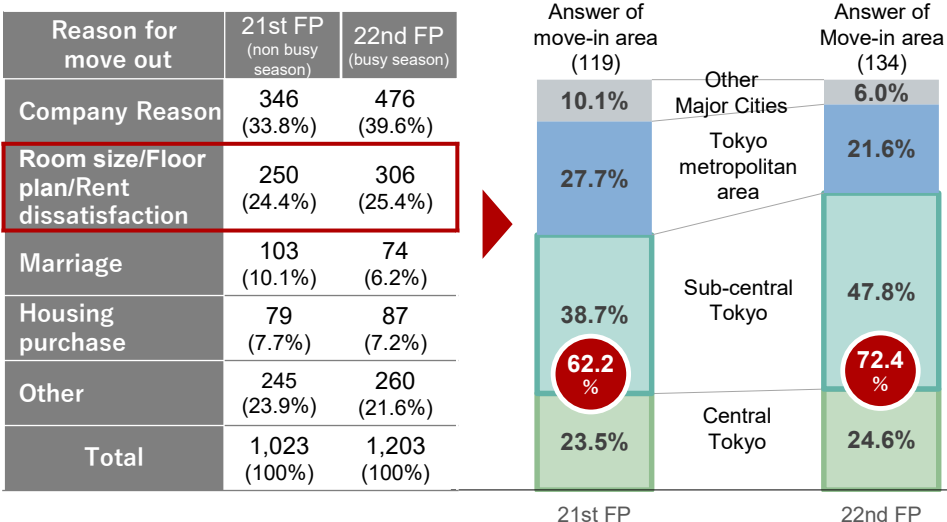 Reason for
move out
21st FP
(non busy
season)
22nd FP
(busy season)
Company Reason
346
(33.8%)
476
(39.6%)
Room size/Floor
plan/Rent
dissatisfaction
250
(24.4%)
306
(25.4%)
Marriage
103
(10.1%)
74
(6.2%)
Housing
purchase
79
(7.7%)
87
(7.2%)
Other
245
(23.9%)
260
(21.6%)
Total
1,023
(100%)
1,203
(100%)
Answer of
move-in area
(119)
Answer of
Move-in area
(134)
10.1%
Other
Major Cities
6.0%
27.7%
Tokyo
metropolitan
area
21.6%
38.7%
Sub-central
Tokyo
47.8%
62.2
%
72.4
%
23.5%
Central
Tokyo
24.6%
21st FP
22nd FP